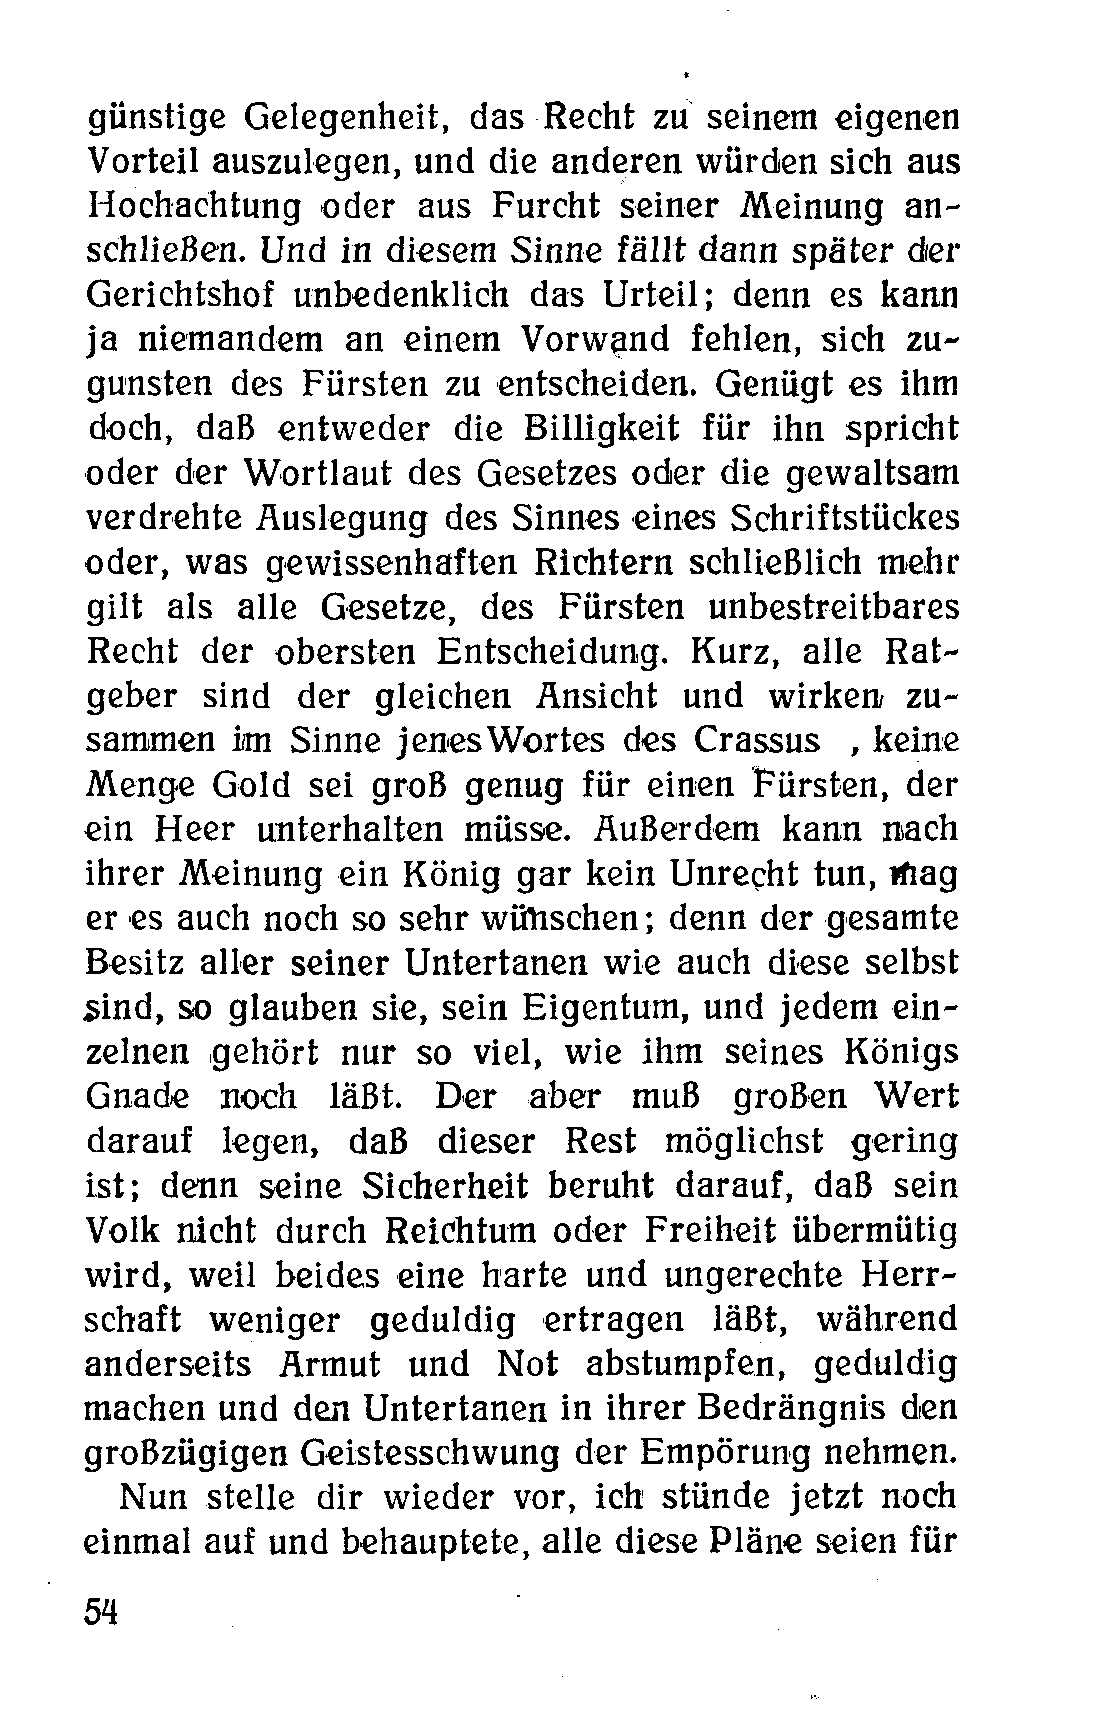 günstige Gelegenheit, das Recht zu seinem eigenen
Vorteil auszulegen, und die anderen würden sich aus
Hochachtung oder aus Furcht seiner Meinung an-
schließen. Und in diesem Sinne fällt dann später der
Gerichtshof unbedenklich das Urteil; denn es kann
ja niemandem an einem Vorwand fehlen, sich zu-
gunsten des Fürsten zu entscheiden. Genügt es ihm
doch, daß entweder die Billigkeit für ihn spricht
oder der Wortlaut des Gesetzes oder die gewaltsam
verdrehte Auslegung des Sinnes eines Schriftstückes
oder, was gewissenhaften Richtern schließlich mehr
gilt als alle Gesetze, des Fürsten unbestreitbares
Recht der obersten Entscheidung. Kurz, alle Rat-
geber sind der gleichen Ansicht und wirken zu-
sammen im Sinne jenes Wortes des Crassus , keine
Menge Gold sei groß genug für einen Fürsten, der
ein Heer unterhalten müsse. Außerdem kann nach
ihrer Meinung ein König gar kein Unrecht tun, mag
er es auch noch so sehr wünschen; denn der gesamte
Besitz aller seiner Untertanen wie auch diese selbst
sind, so glauben sie, sein Eigentum, und jedem ein-
zelnen gehört nur so viel, wie ihm seines Königs
Gnade noch läßt. Der aber muß großen Wert
darauf legen, daß dieser Rest möglichst gering
ist; denn seine Sicherheit beruht darauf, daß sein
Volk nicht durch Reichtum oder Freiheit übermütig
wird, weil beides eine harte und ungerechte Herr-
schaft weniger geduldig ertragen läßt, während
anderseits Armut und Not abstumpfen, geduldig
machen und den Untertanen in ihrer Bedrängnis den
großzügigen Geistesschwung der Empörung nehmen.
Nun stelle dir wieder vor, ich stünde jetzt noch
einmal auf und behauptete, alle diese Pläne seien für
54